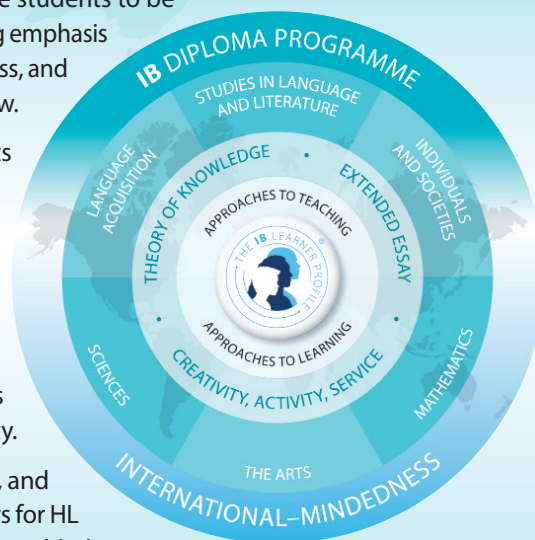 e students to be
g emphasis
ss, and
w.
ts
s
ty.
, and
rs for HL
IB DIPLOMA PROGRAMME
STUDIES IN LANGUAGE
AND LITERATURE
LANGUAGE
ACQUISITION
INDIVIDUALS
AND SOCIETIES
THEORY OF KNOWLEDGE
EXTENDED ESSAY
APPROACHES TO TEACHING
THE IB LEARNER PROFILE
APPROACHES TO LEARNING
CREATIVITY, ACTIVITY, SERVICE
SCIENCES
MATHEMATICS
THE ARTS
INTERNATIONAL–MINDEDNESS